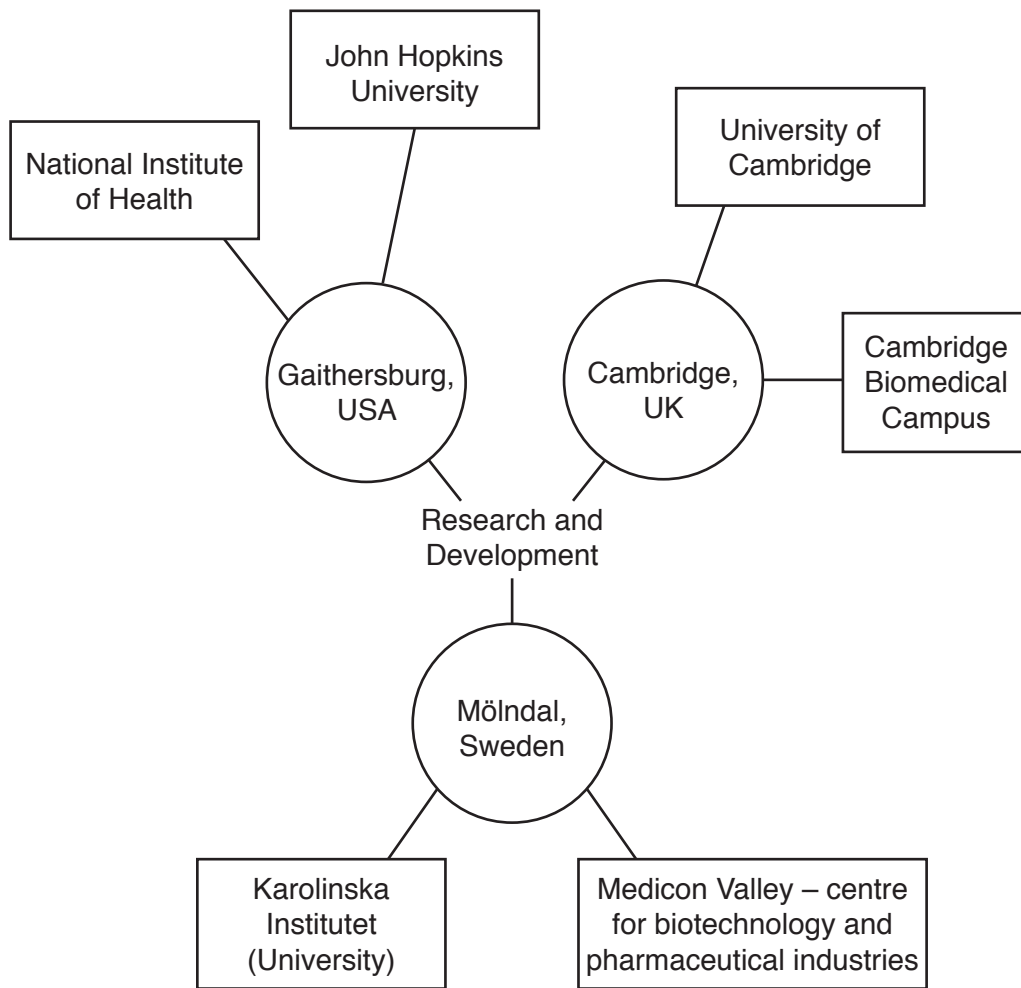 John Hopkins
University
National Institute
of Health
University of
Cambridge
Gaithersburg,
USA
Cambridge,
UK
Cambridge
Biomedical
Campus
Research and
Development
Mölndal,
Sweden
Karolinska
Institutet
(University)
Medicon Valley – centre
for biotechnology and
pharmaceutical industries